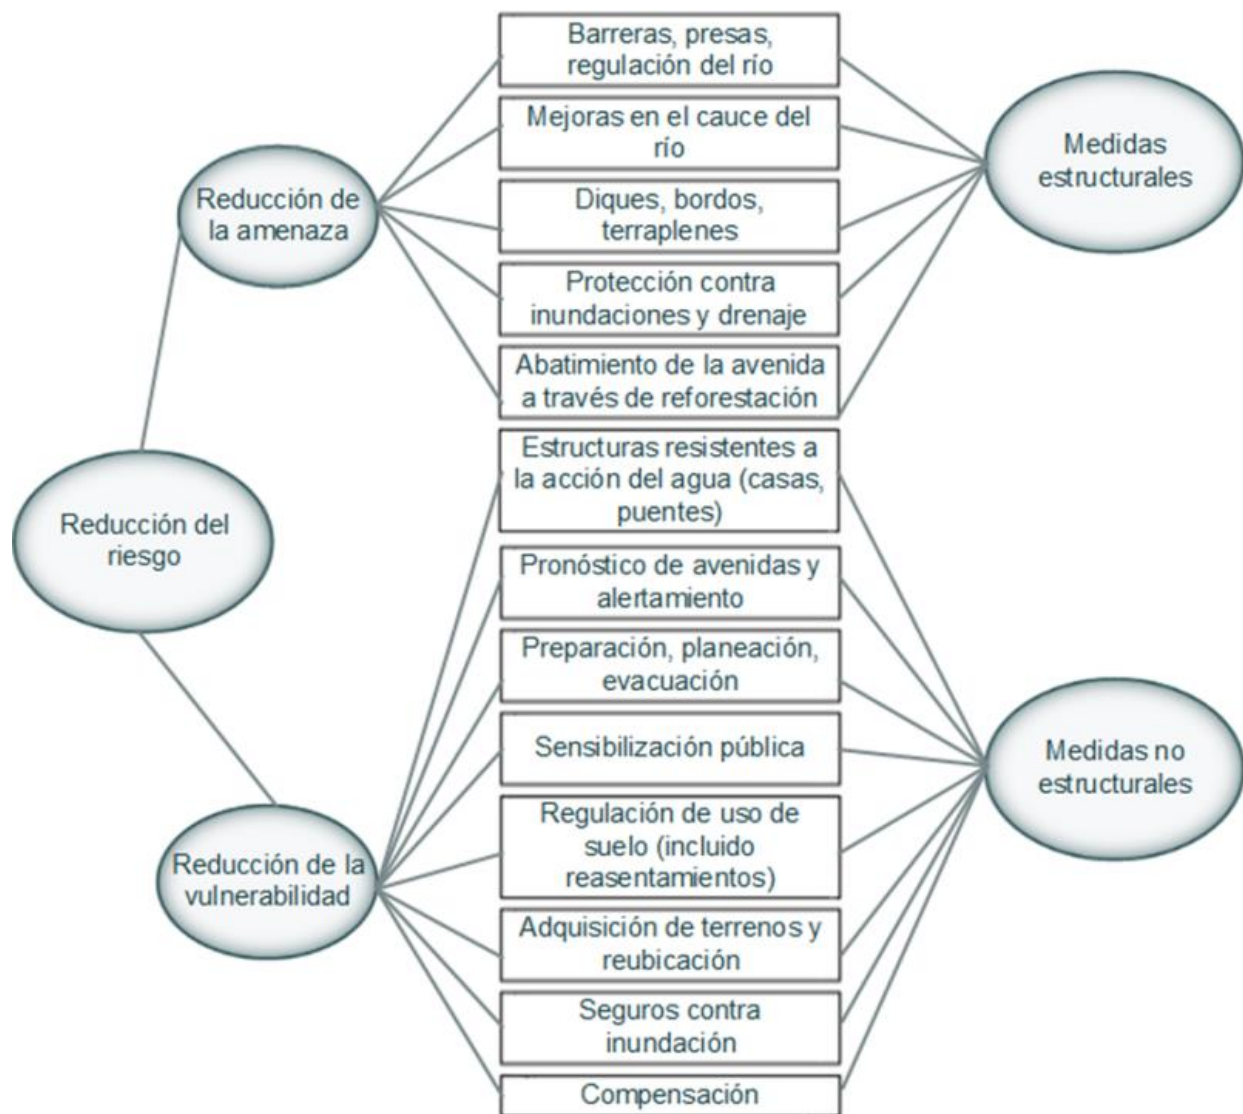 Barreras, presas,
regulación del río
Mejoras en el cauce del
río
Diques, bordos,
terraplenes
Protección contra
inundaciones y drenaje
Abatimiento de la avenida
a través de reforestación
Estructuras resistentes a
la acción del agua (casas,
puentes)
Pronóstico de avenidas y
alertamiento
Preparación, planeación,
evacuación
Sensibilización pública
Regulación de uso de
suelo (incluido
reasentamientos)
Adquisición de terrenos y
reubicación
Seguros contra
inundación
Compensación
Reducción de
la amenaza
Reducción del
riesgo
Reducción de la
vulnerabilidad
Medidas
estructurales
Medidas no
estructurales